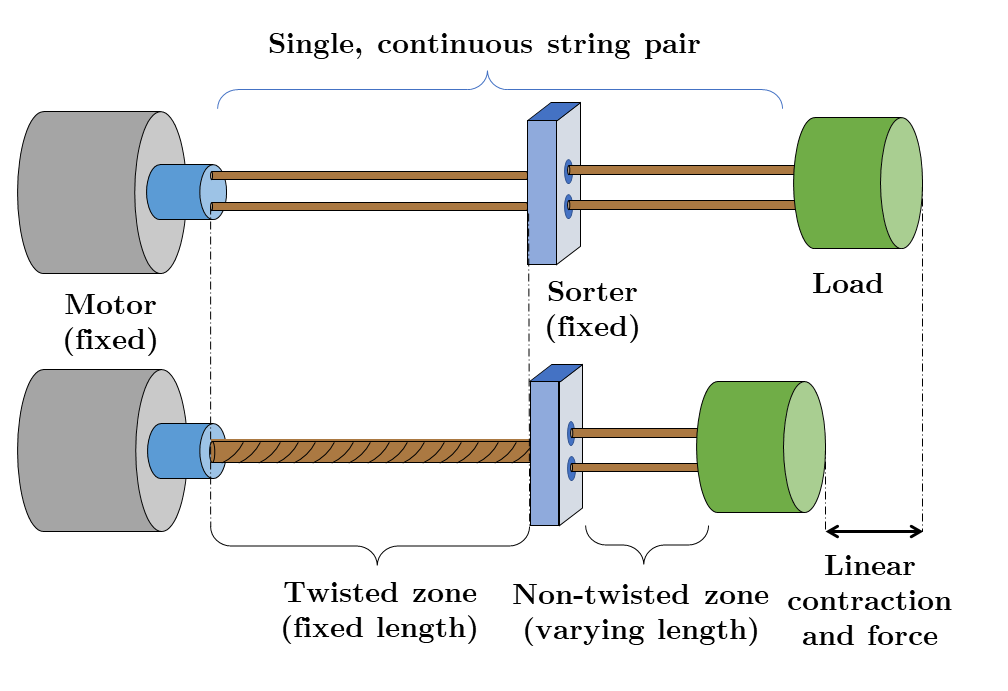 Single, continuous string pair
Motor
(fixed)
Sorter
(fixed)
Load
Twisted zone
(fixed length)
Non-twisted zone
(varying length)
Linear
contraction
and force